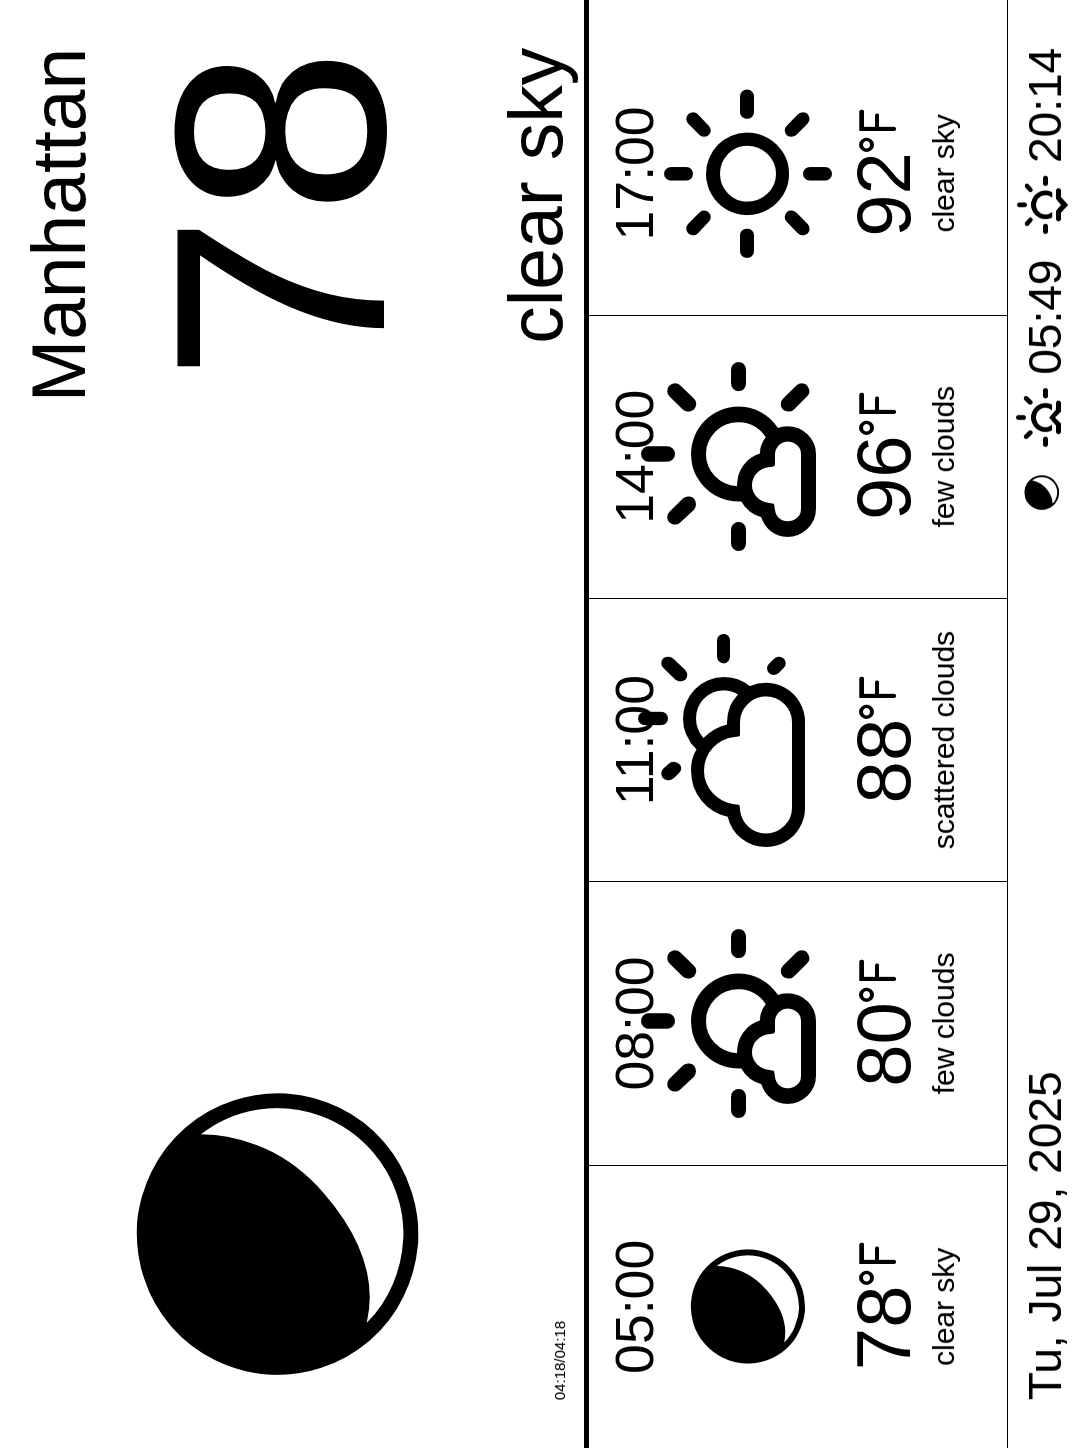 Manhattan
78
clear sky
04:18/04:18
05:00
78°F
clear sky
08:00
80°F
few clouds
11:00
88°F
scattered clouds
14:00
96°F
few clouds
17:00
92°F
clear sky
Tu, Jul 29, 2025
05:49 20:14